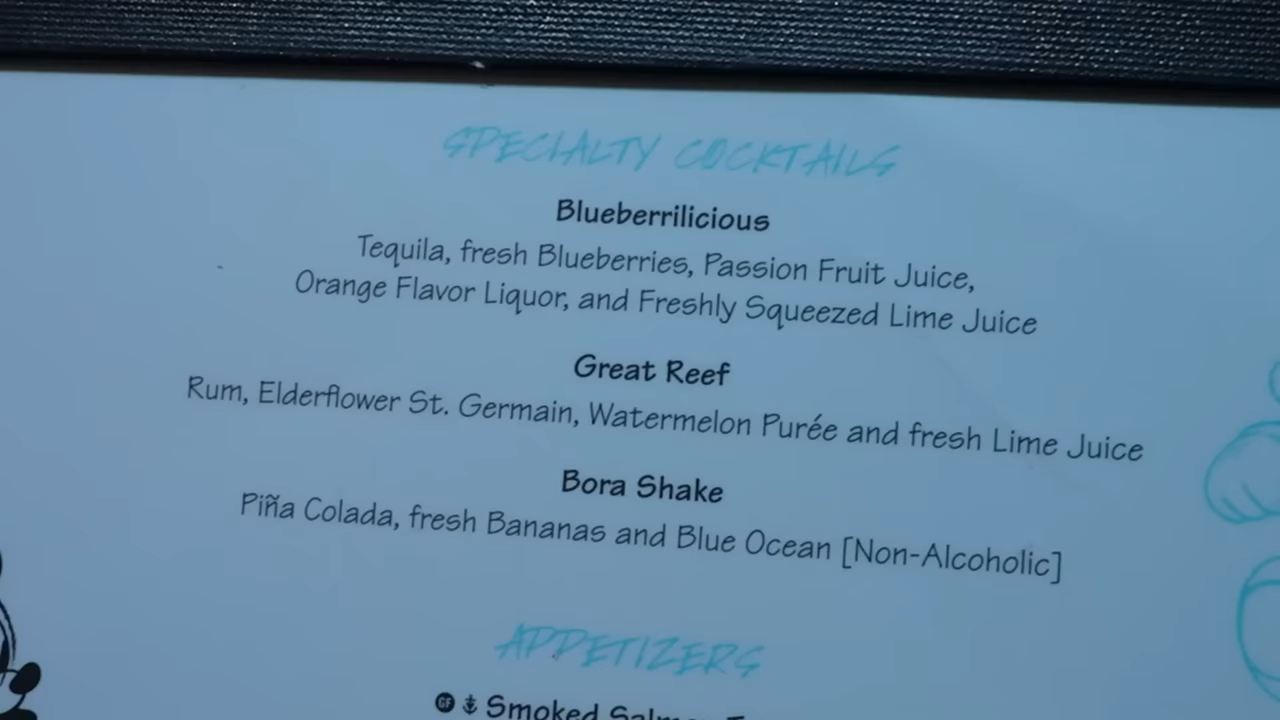 SPECIALTY COCKTAILS
Blueberrilicious
Tequila, fresh Blueberries, Passion Fruit Juice,
Orange Flavor Liquor, and Freshly Squeezed Lime Juice
Great Reef
Rum, Elderflower St. Germain, Watermelon Purée and fresh Lime Juice
Bora Shake
Piña Colada, fresh Bananas and Blue Ocean [Non-Alcoholic]
APPETIZERS
GF Smoked Salmon